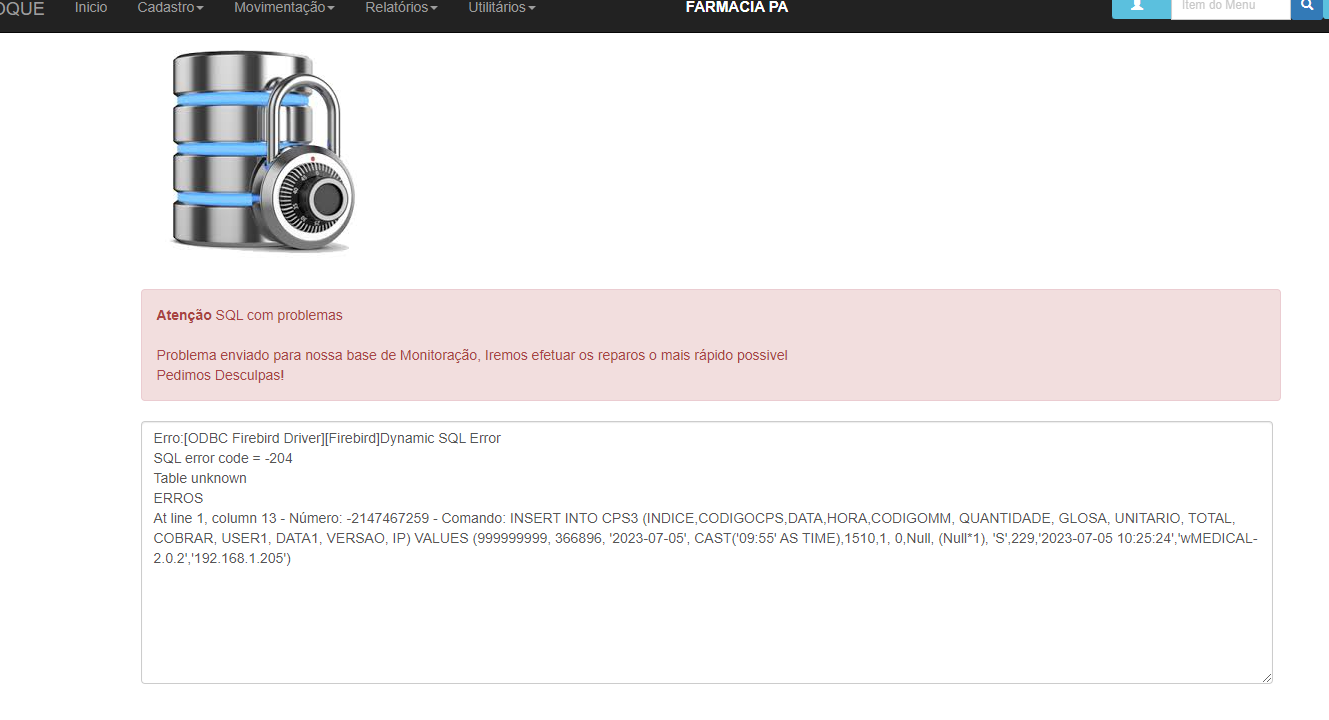 OQUE Inicio Cadastro Movimentação Relatórios Utilitários FARMACIA PA Item do Menu
Atenção SQL com problemas
Problema enviado para nossa base de Monitoração, Iremos efetuar os reparos o mais rápido possivel
Pedimos Desculpas!
Erro:[ODBC Firebird Driver][Firebird]Dynamic SQL Error
SQL error code = -204
Table unknown
ERROS
At line 1, column 13 - Número: -2147467259 - Comando: INSERT INTO CPS3 (INDICE,CODIGOCPS,DATA,HORA,CODIGOMM, QUANTIDADE, GLOSA, UNITARIO, TOTAL,
COBRAR, USER1, DATA1, VERSAO, IP) VALUES (999999999, 366896, '2023-07-05', CAST('09:55' AS TIME),1510,1, 0,Null, (Null*1), 'S',229,'2023-07-05 10:25:24','wMEDICAL-
2.0.2','192.168.1.205')